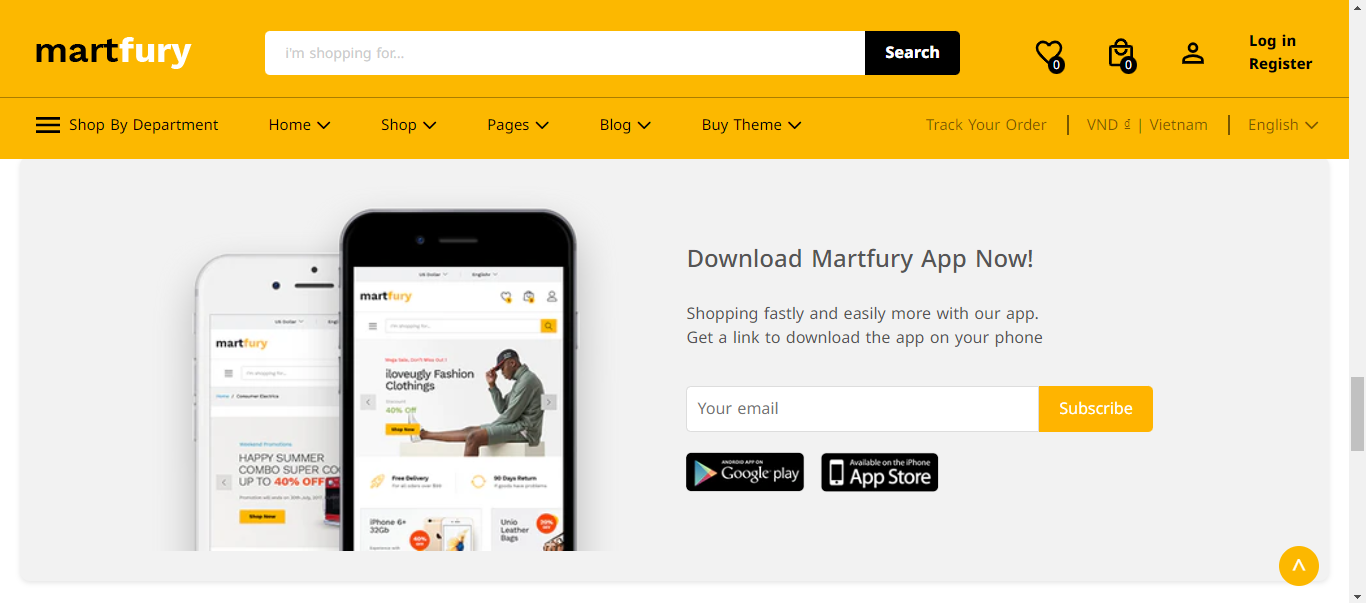 martfury
i'm shopping for...
Search
0
0
Log in
Register
Shop By Department
Home
Shop
Pages
Blog
Buy Theme
Track Your Order
VND ₫ | Vietnam
English
Download Martfury App Now!
Shopping fastly and easily more with our app.
Get a link to download the app on your phone
Your email
Subscribe
ANDROID APP ON
Google play
Available on the iPhone
App Store
US Dollar
English
martfury
I'm shopping for...
Mega Sale, Don't Miss Out !
iloveugly Fashion
Clothings
Discount
40% Off
Shop Now
Free Delivery
For all orders over $99
90 Days Return
If goods have problems
iPhone 6+
32Gb
Experience with
40%
OFF
Unio
Leather
Bags
30%
OFF
US Dollar
martfury
I'm shopping for...
Home / Consumer Electrics
Weekend Promotions
HAPPY SUMMER
COMBO SUPER CO
UP TO 40% OFF
Shop Now
^